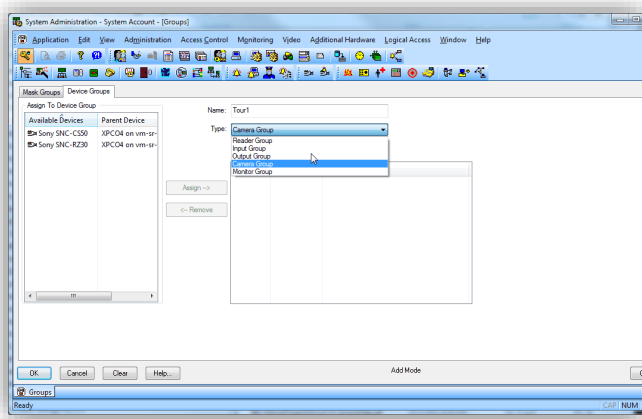 System Administration - System Account - [Groups]
Application Edit View Administration Access Control Monitoring Video Additional Hardware Logical Access Window Help
Mask Groups Device Groups
Assign To Device Group
Available Devices Parent Device
Sony SNC-CS50 XPCO4 on vm-sr-
Sony SNC-RZ30 XPCO4 on vm-sr-
Name: Tour1
Type: Camera Group
Reader Group
Input Group
Output Group
Camera Group
Monitor Group
Assign -->
<-- Remove
OK Cancel Clear Help... Add Mode
Groups
Ready CAP NUM